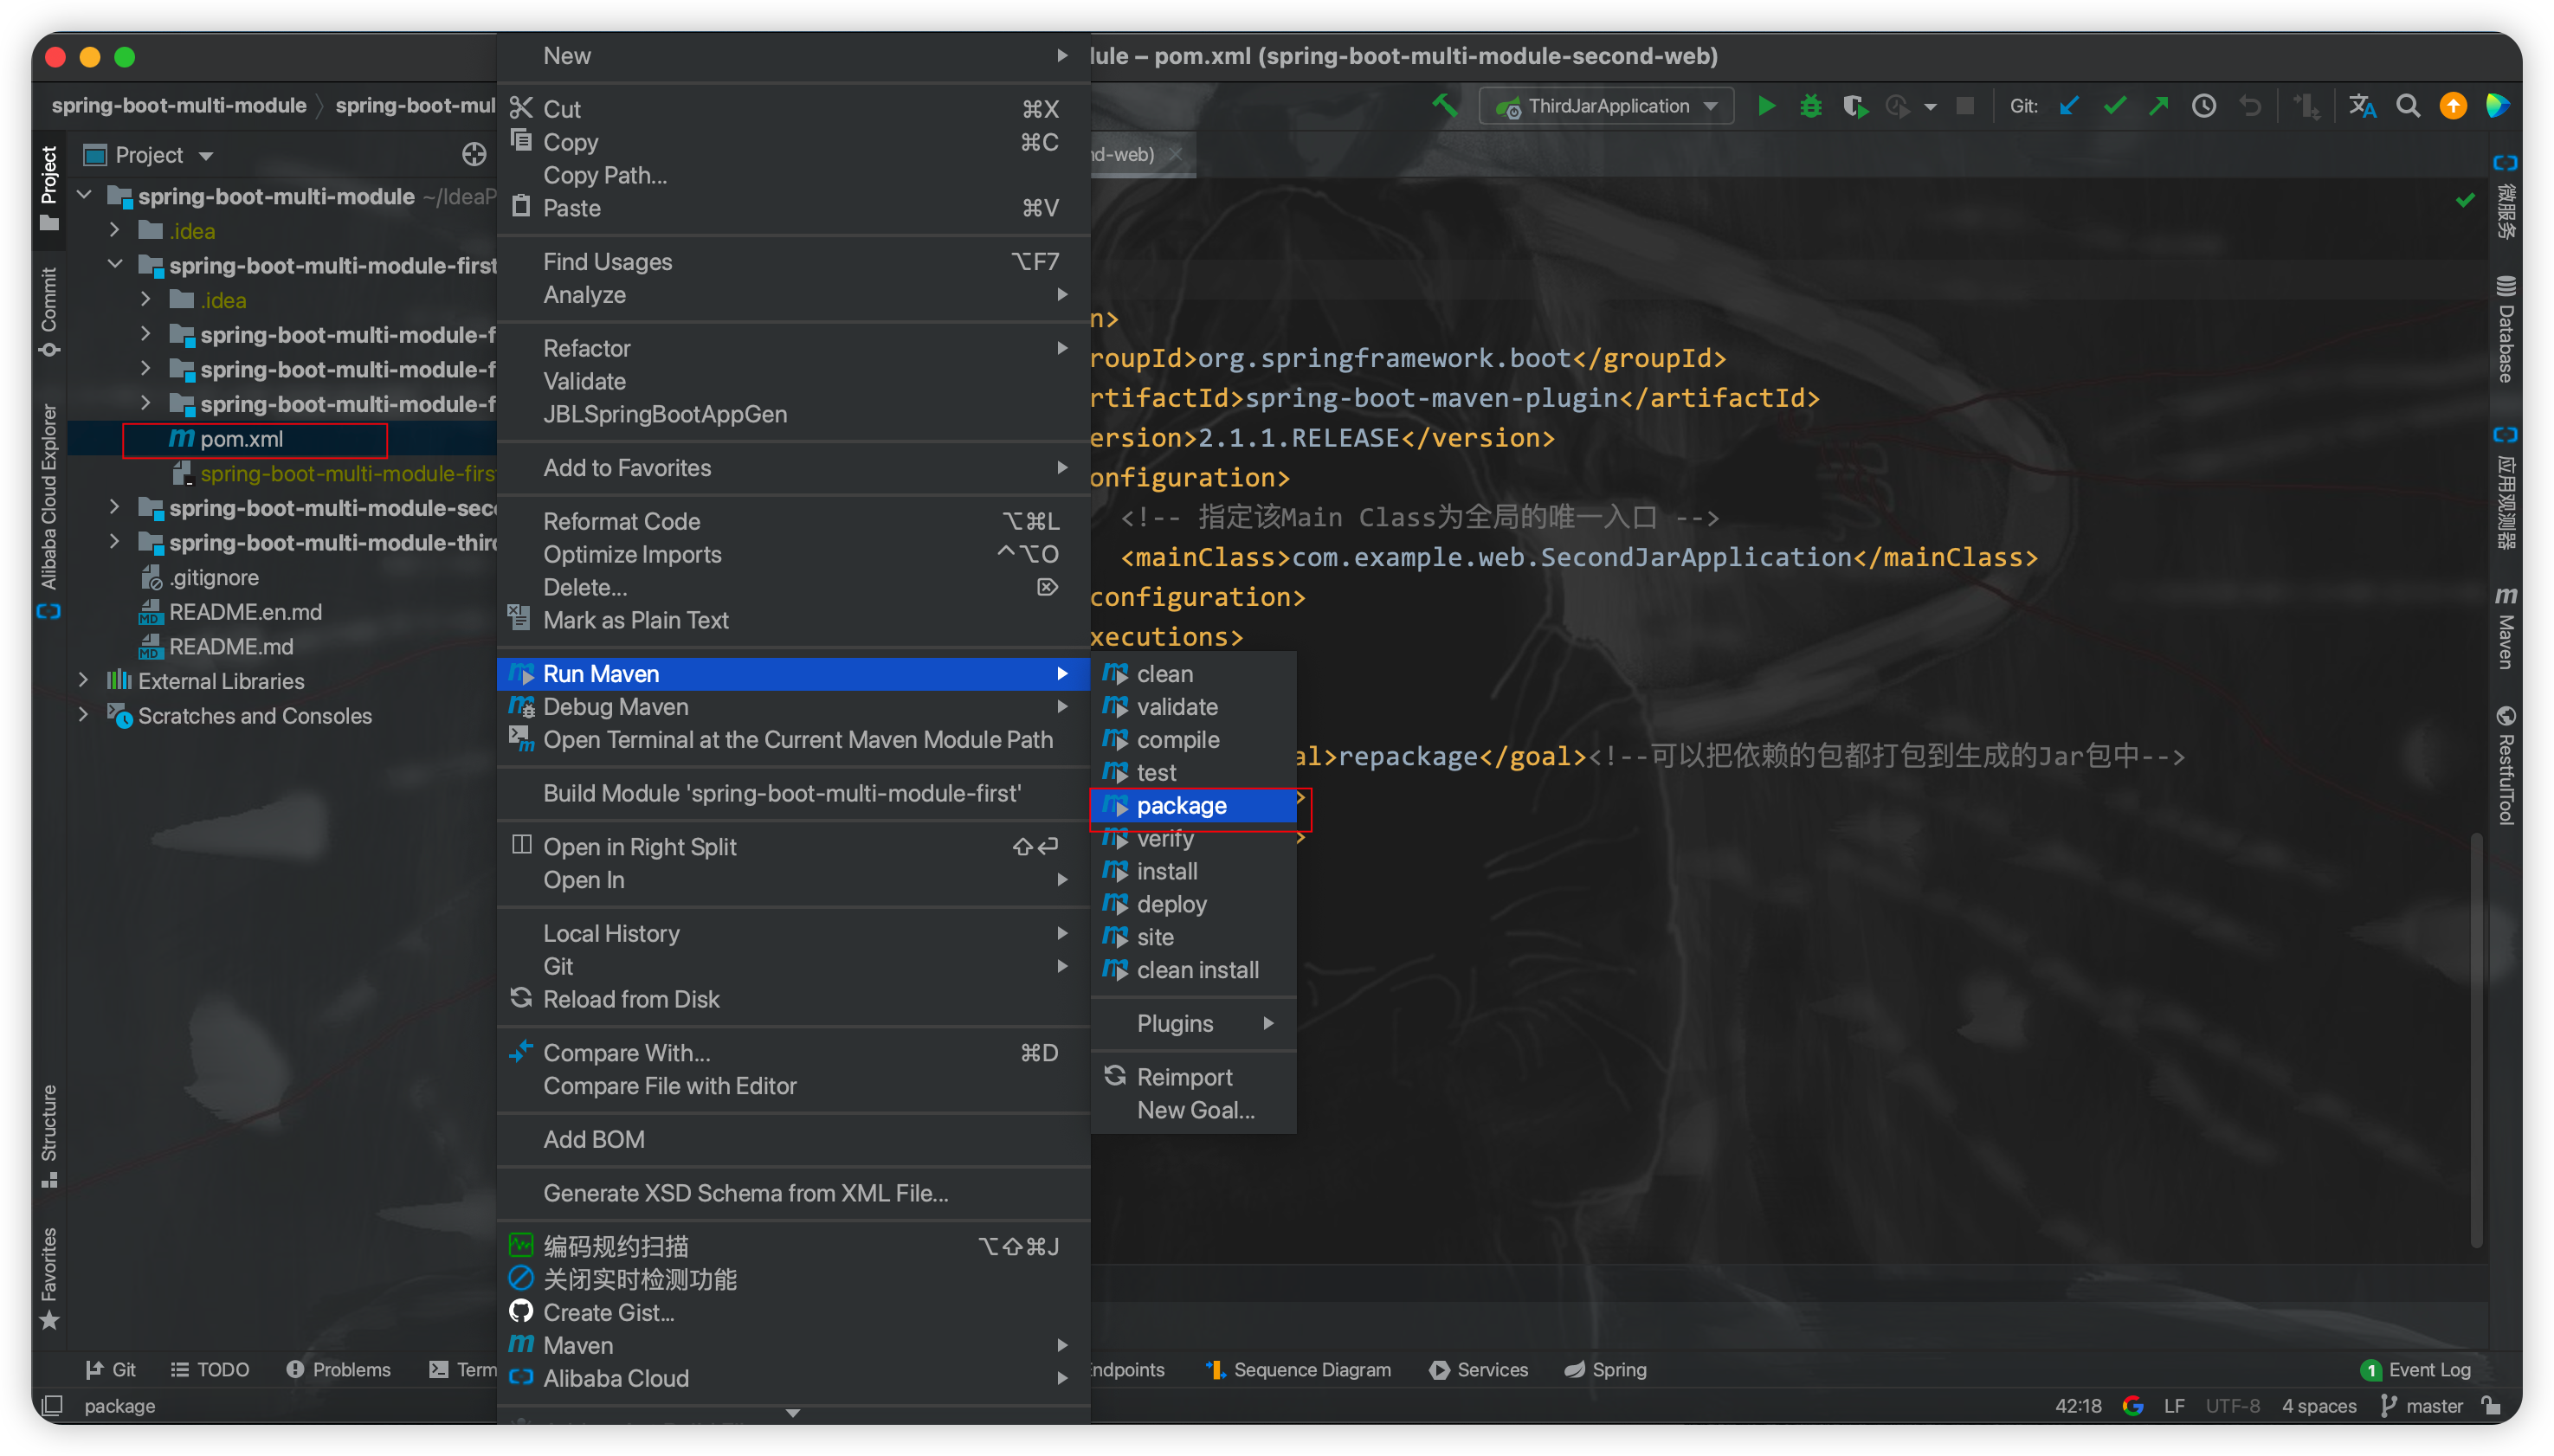 lule – pom.xml (spring-boot-multi-module-second-web)
spring-boot-multi-module
spring-boot-mul
ThirdJarApplication
Git:
Project
nd-web)
spring-boot-multi-module ~/IdeaP
.idea
spring-boot-multi-module-first
.idea
spring-boot-multi-module-f
spring-boot-multi-module-f
spring-boot-multi-module-f
pom.xml
spring-boot-multi-module-firs
spring-boot-multi-module-sec
spring-boot-multi-module-third
.gitignore
README.en.md
README.md
External Libraries
Scratches and Consoles
Project
Commit
Alibaba Cloud Explorer
Structure
Favorites
New
Cut ⌘X
Copy ⌘C
Copy Path...
Paste ⌘V
Find Usages ⌥F7
Analyze
Refactor
Validate
JBLSpringBootAppGen
Add to Favorites
Reformat Code ⌥⌘L
Optimize Imports ^⌥O
Delete... ⌦
Mark as Plain Text
Run Maven
Debug Maven
Open Terminal at the Current Maven Module Path
Build Module 'spring-boot-multi-module-first'
Open in Right Split ⇧↩
Open In
Local History
Git
Reload from Disk
Compare With... ⌘D
Compare File with Editor
Add BOM
Generate XSD Schema from XML File...
编码规约扫描 ⌥⇧⌘J
关闭实时检测功能
Create Gist...
Maven
Alibaba Cloud
clean
validate
compile
test
package
verify
install
deploy
site
clean install
Plugins
Reimport
New Goal...
n>
roupId>org.springframework.boot</groupId>
rtifactId>spring-boot-maven-plugin</artifactId>
ersion>2.1.1.RELEASE</version>
onfiguration>
<!-- 指定该Main Class为全局的唯一入口 -->
<mainClass>com.example.web.SecondJarApplication</mainClass>
configuration>
xecutions>
al>repackage</goal><!--可以把依赖的包都打包到生成的Jar包中-->
>
>
微服务
Database
应用观测器
Maven
RestfulTool
Git
TODO
Problems
Term
Endpoints
Sequence Diagram
Services
Spring
1 Event Log
package
42:18
LF
UTF-8
4 spaces
master